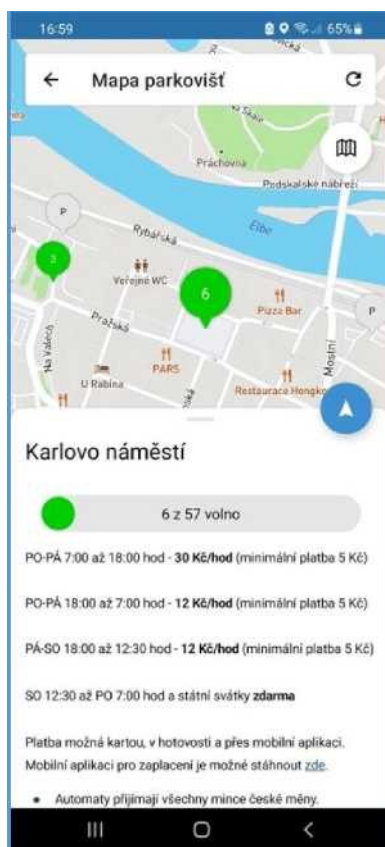 16:59
65%
Mapa parkovišť
Na Skále
Práchovna
Podskalské nábřeží
P
Rybářská
Elbe
3
Veřejné WC
6
Pizza Bar
P
Pražská
Na Valech
PARS
U Rabína
Mostní
Restaurace Hongko
Karlovo náměstí
6 z 57 volno
PO-PÁ 7:00 až 18:00 hod - 30 Kč/hod (minimální platba 5 Kč)
PO-PÁ 18:00 až 7:00 hod - 12 Kč/hod (minimální platba 5 Kč)
PÁ-SO 18:00 až 12:30 hod - 12 Kč/hod (minimální platba 5 Kč)
SO 12:30 až PO 7:00 hod a státní svátky zdarma
Platba možná kartou, v hotovosti a přes mobilní aplikaci.
Mobilní aplikaci pro zaplacení je možné stáhnout zde.
• Automaty přijímají všechny mince české měny.